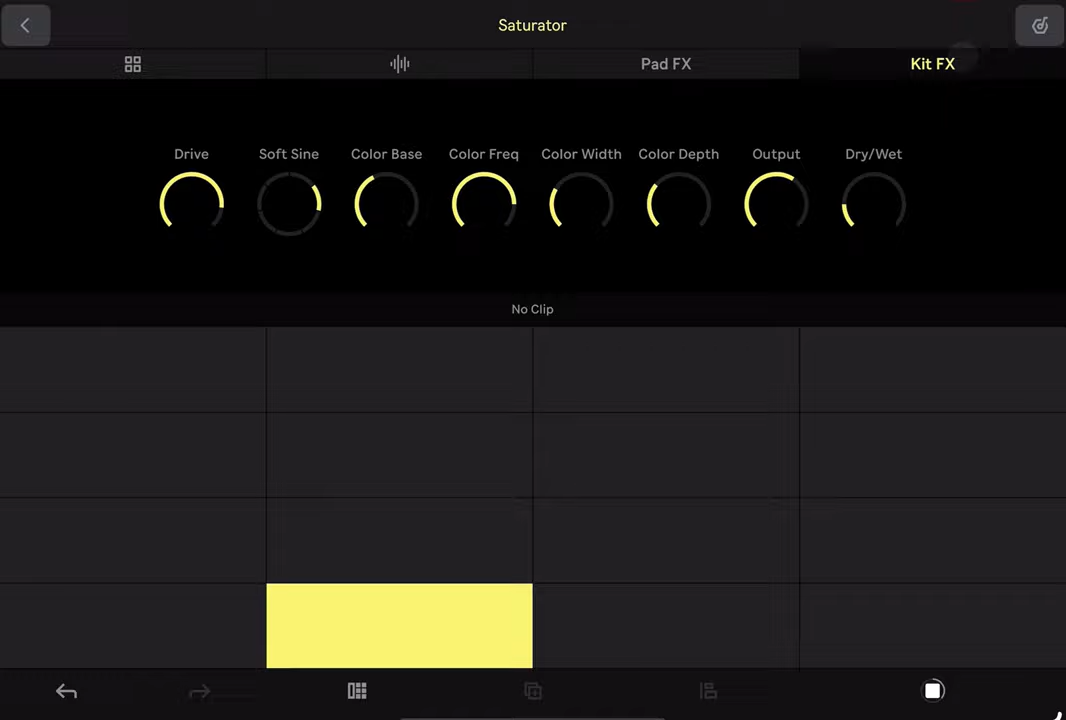 Saturator
Pad FX
Kit FX
Drive
Soft Sine
Color Base
Color Freq
Color Width
Color Depth
Output
Dry/Wet
No Clip